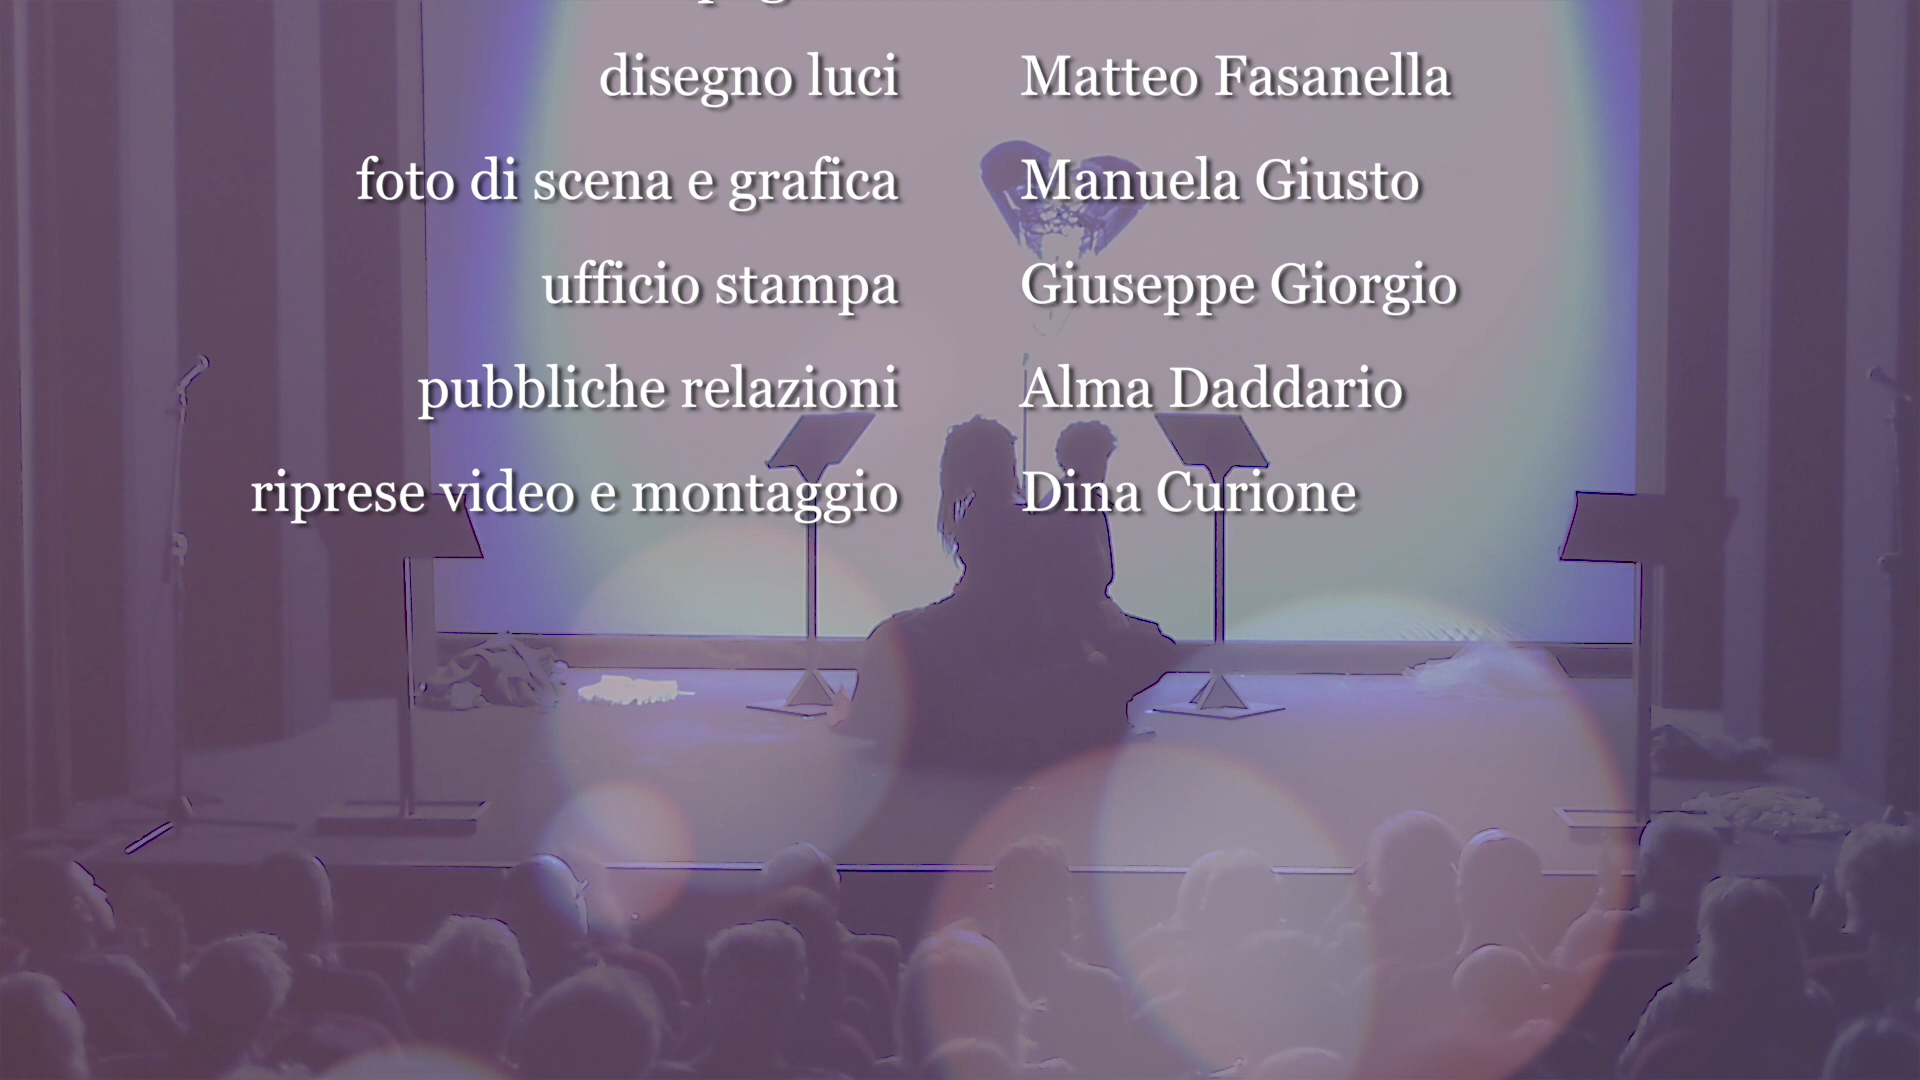 disegno luci Matteo Fasanella
foto di scena e grafica Manuela Giusto
ufficio stampa Giuseppe Giorgio
pubbliche relazioni Alma Daddario
riprese video e montaggio Dina Curione